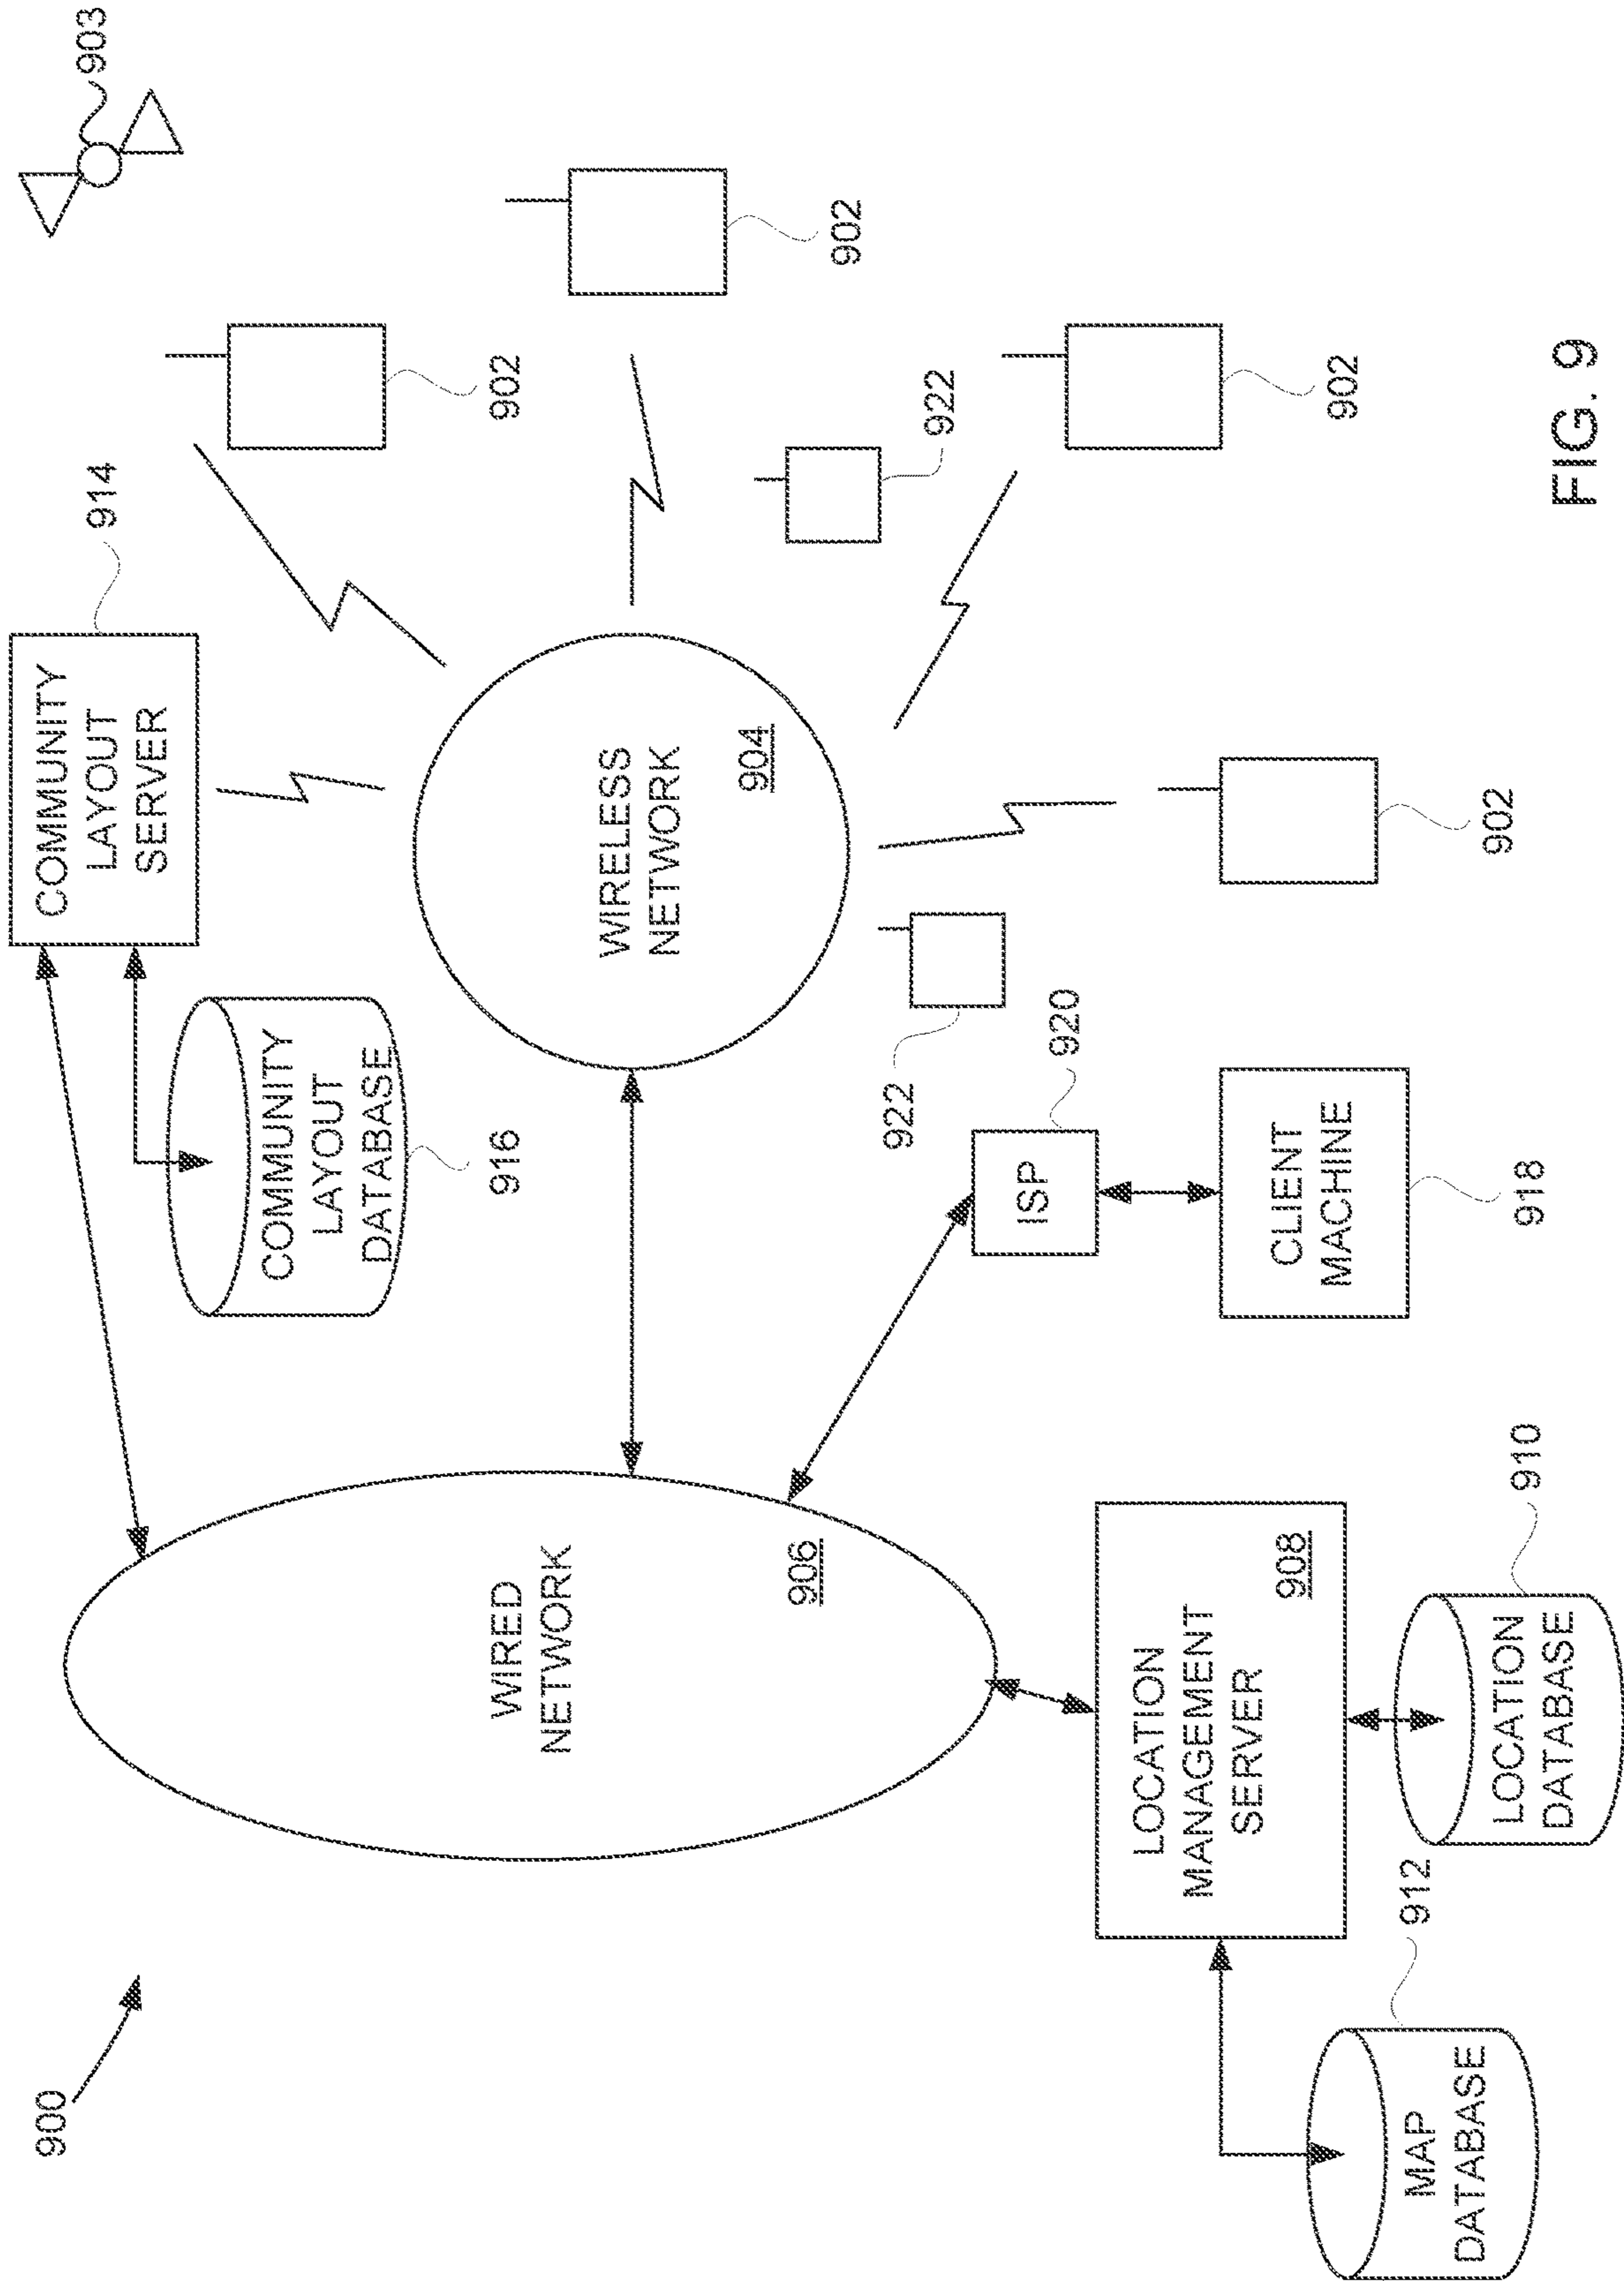 900
903
COMMUNITY
LAYOUT
SERVER
914
COMMUNITY
LAYOUT
DATABASE
916
WIRED
NETWORK
906
WIRELESS
NETWORK
904
902
902
922
902
902
922
ISP
920
CLIENT
MACHINE
918
LOCATION
MANAGEMENT
SERVER
908
LOCATION
DATABASE
910
MAP
DATABASE
912
FIG. 9